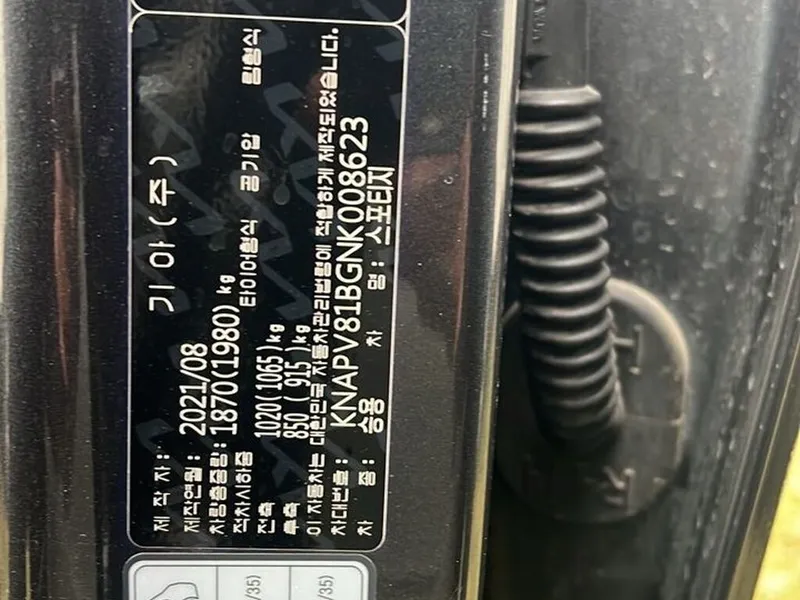 제 작 자: 기 아 ( 주 )
제작연월: 2021/08
차량총중량: 1870(1980) kg
적차시하중 타이어형식 공기압 림형식
전축 1020(1065)kg
후축 850 ( 915 )kg
이 자동차는 대한민국 자동차관리법령에 적합하게 제작되었습니다.
차대번호: KNAPV81BGNK008623
차 종: 승용 차 명: 스포티지
/35)
/35)